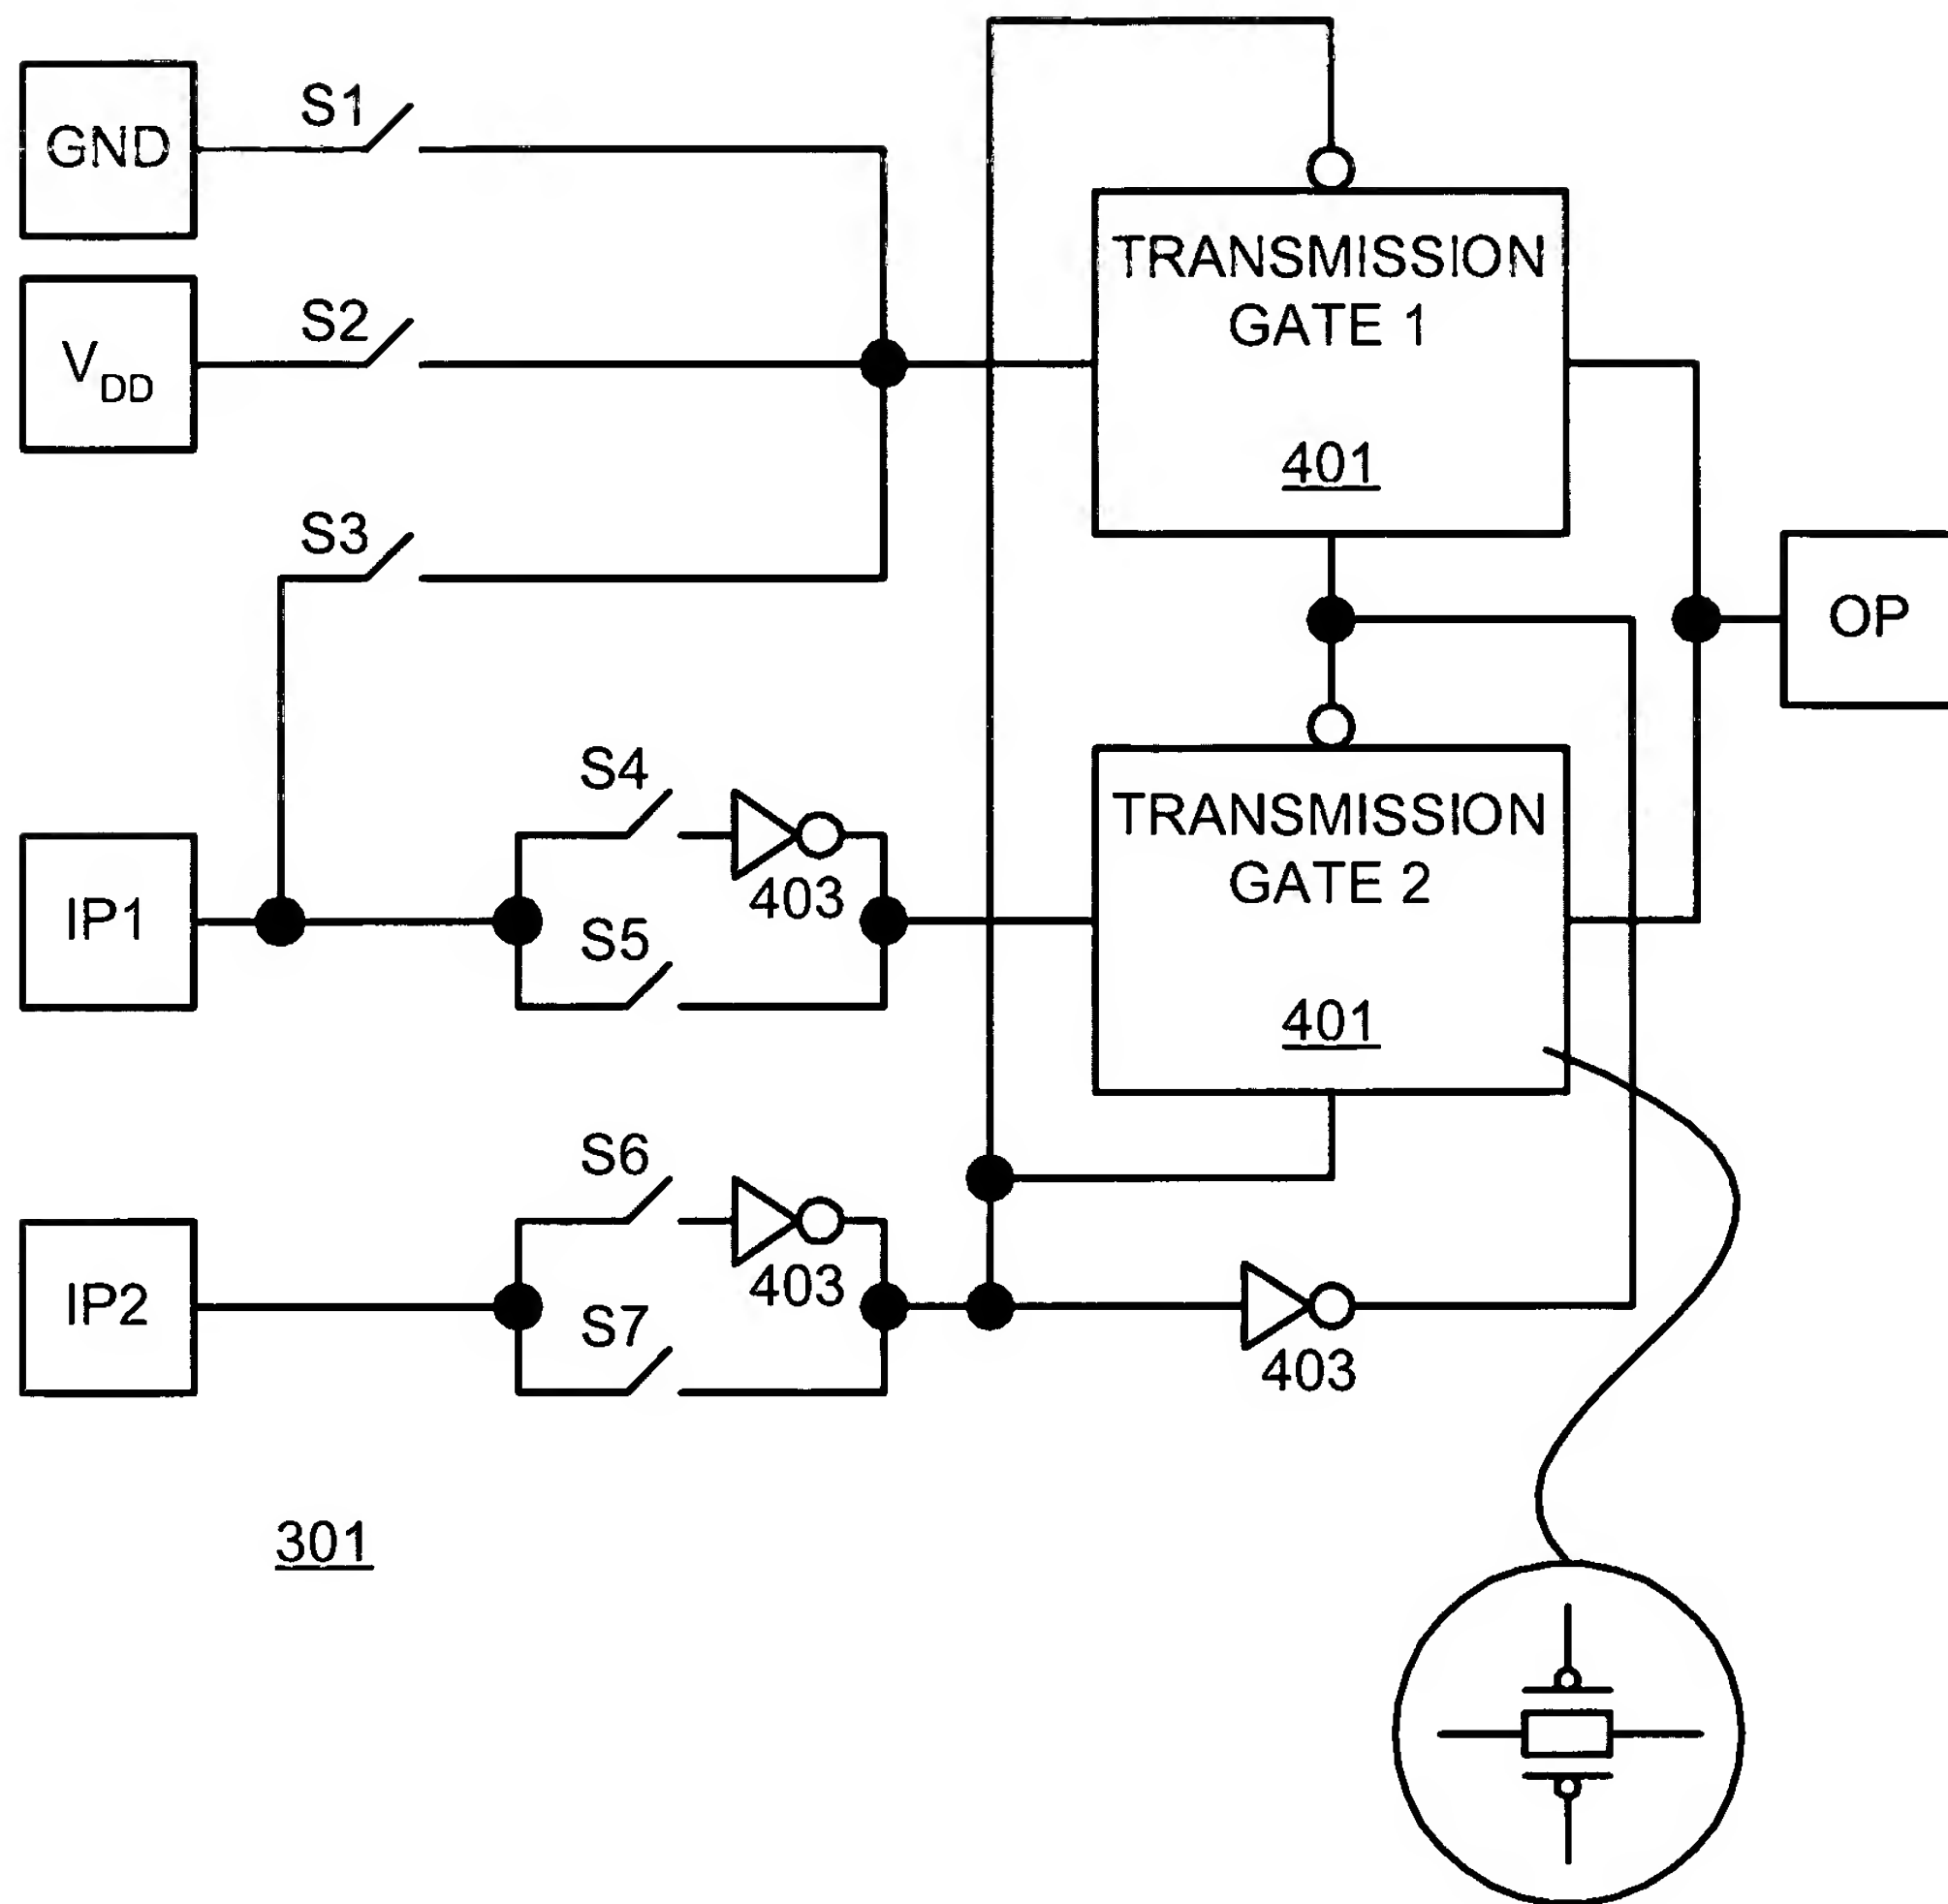 GND
S1
V_DD
S2
S3
TRANSMISSION
GATE 1
401
OP
IP1
S4
403
S5
TRANSMISSION
GATE 2
401
IP2
S6
403
S7
403
301